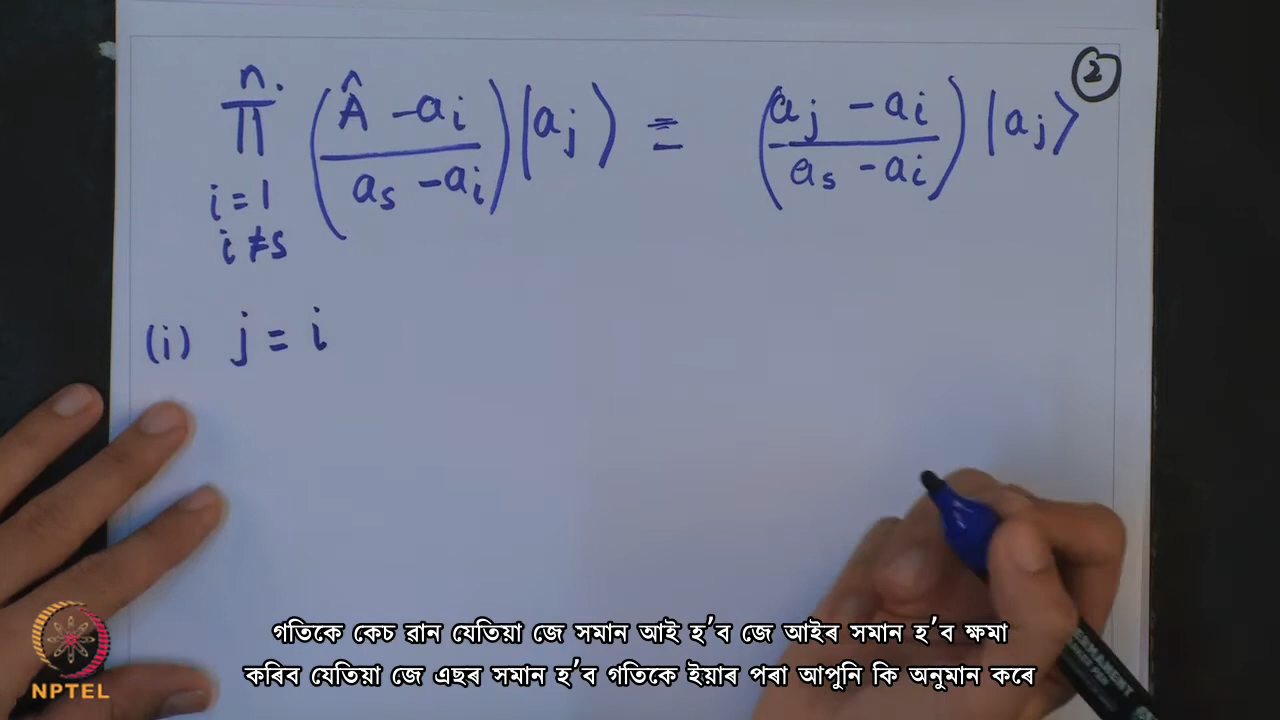 ②
n.
∏ (Â - aᵢ / aₛ - aᵢ) |aⱼ⟩ = (aⱼ - aᵢ / aₛ - aᵢ) |aⱼ⟩
i = 1
i ≠ s
(i) j = i
গতিকে কেচ ৱান যেতিয়া জে সমান আই হ’ব জে আইৰ সমান হ’ব ক্ষমা
কৰিব যেতিয়া জে এছৰ সমান হ’ব গতিকে ইয়াৰ পৰা আপুনি কি অনুমান কৰে
NPTEL